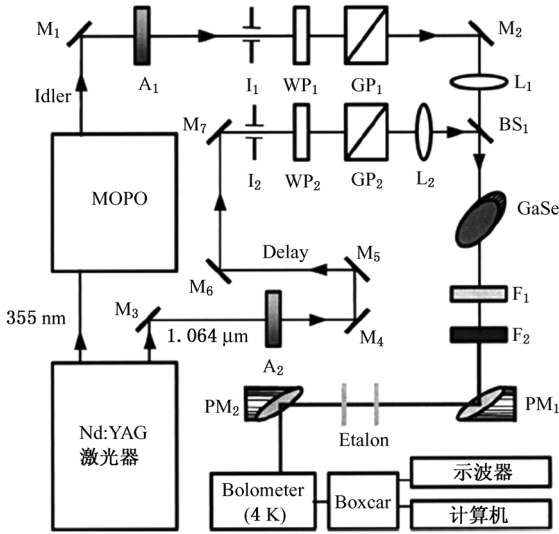 M₁
A₁
I₁
WP₁
GP₁
M₂
L₁
Idler
M₇
I₂
WP₂
GP₂
L₂
BS₁
MOPO
GaSe
Delay
M₅
M₆
F₁
355 nm
M₃
1.064 μm
A₂
M₄
F₂
PM₂
Etalon
PM₁
Nd:YAG
激光器
Bolometer
(4 K)
Boxcar
示波器
计算机